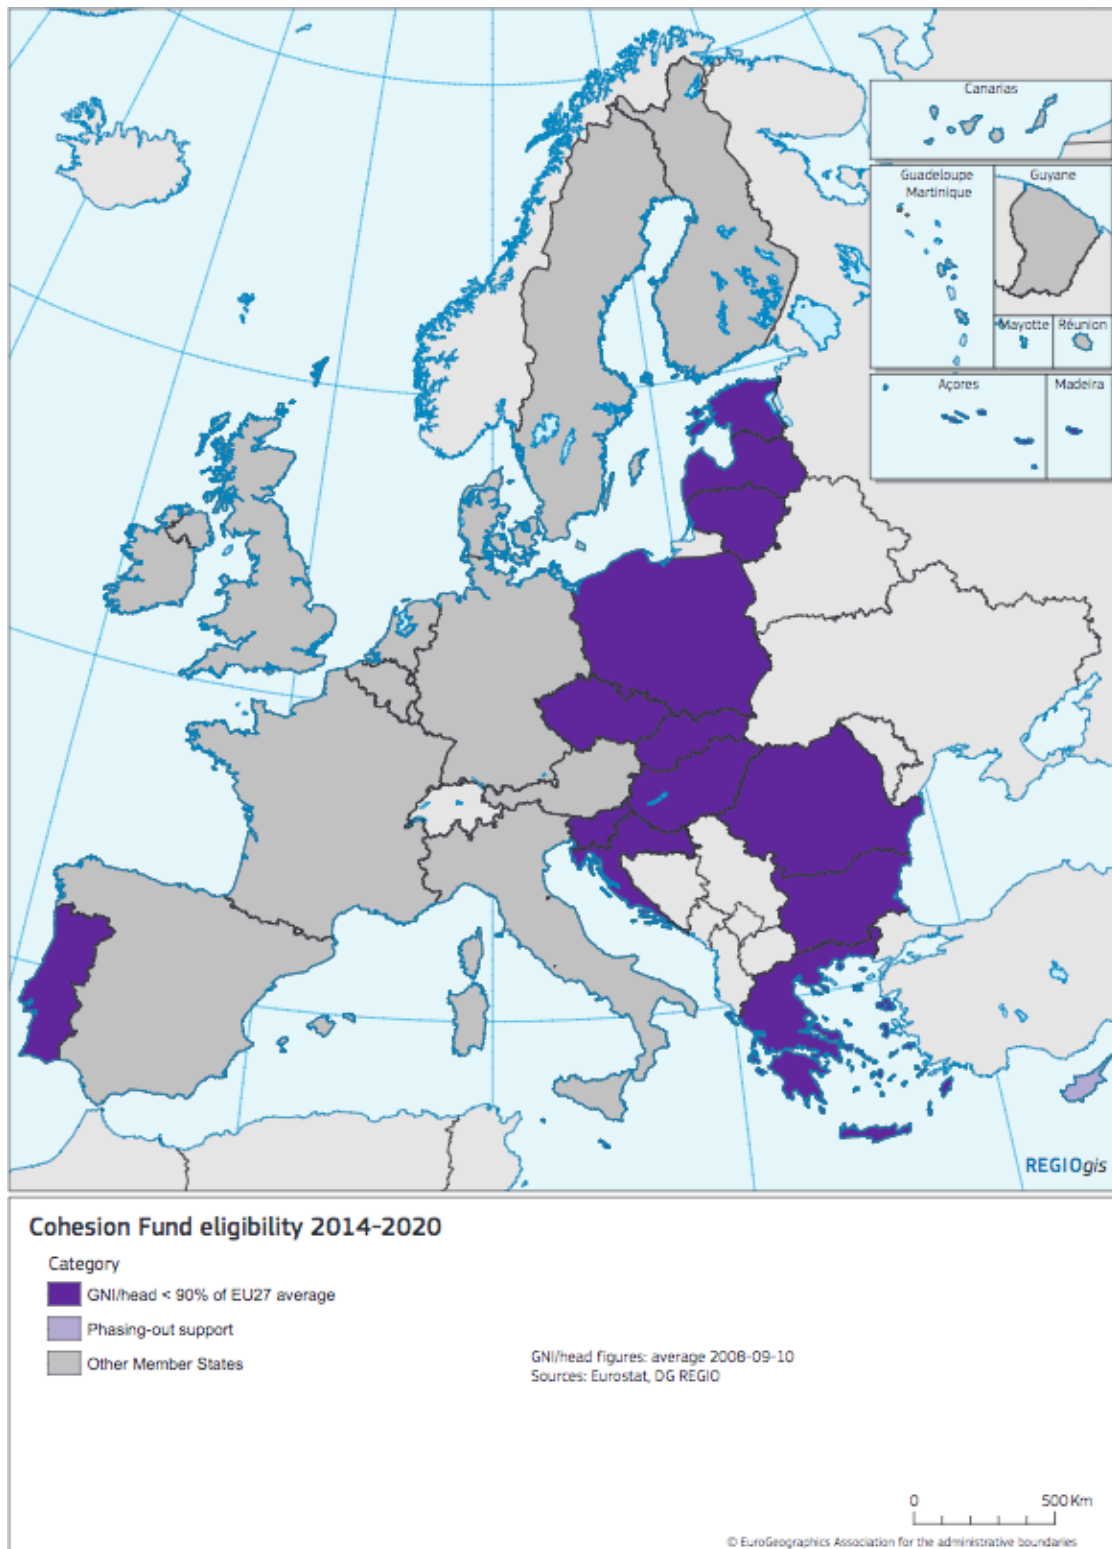 Canarias
Guadeloupe
Martinique
Guyane
Mayotte
Réunion
Açores
Madeira
REGIOgis
Cohesion Fund eligibility 2014-2020
Category
GNI/head < 90% of EU27 average
Phasing-out support
Other Member States
GNI/head figures: average 2008-09-10
Sources: Eurostat, DG REGIO
0 500 Km
© EuroGeographics Association for the administrative boundaries